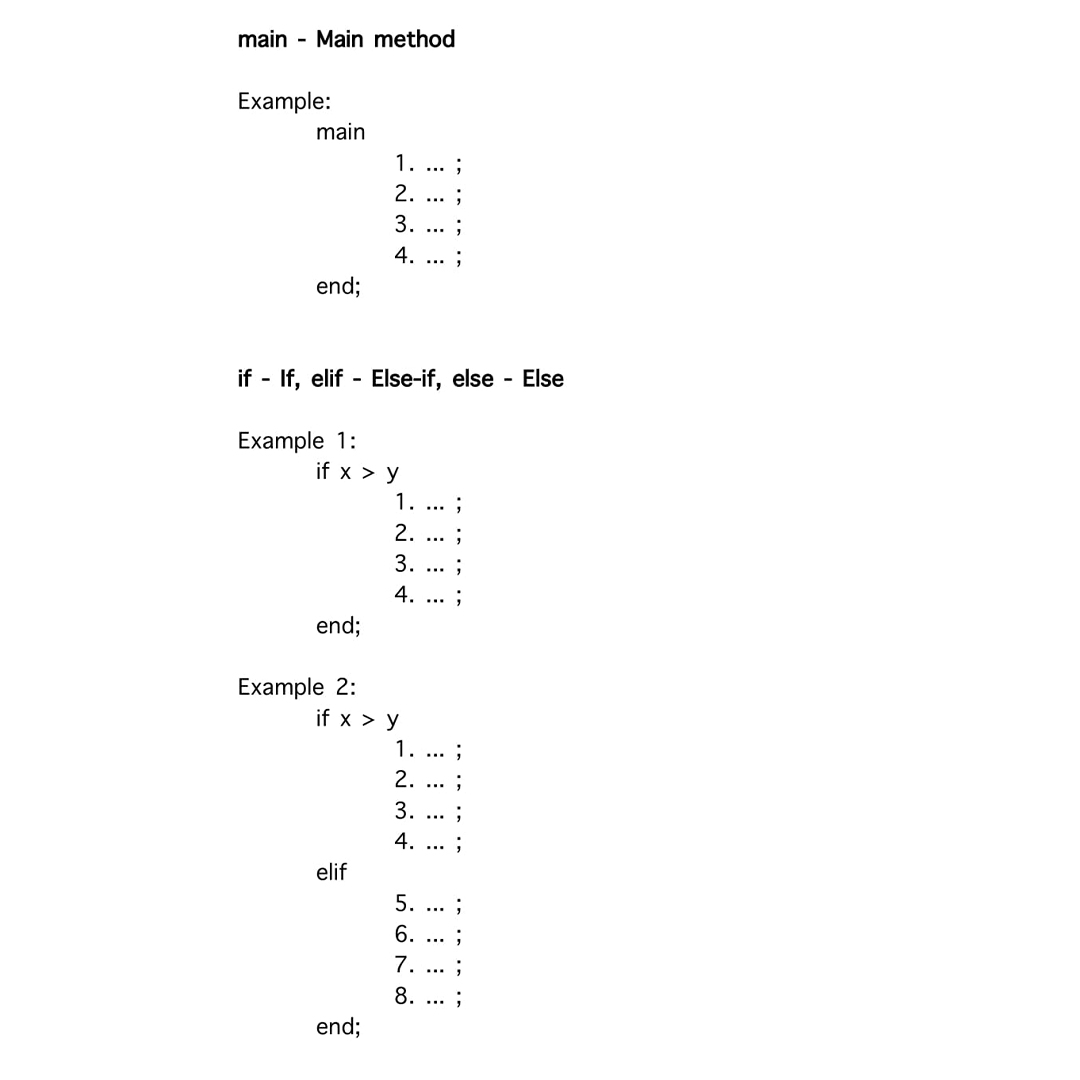 main - Main method
Example:
main
1. ... ;
2. ... ;
3. ... ;
4. ... ;
end;
if - If, elif - Else-if, else - Else
Example 1:
if x > y
1. ... ;
2. ... ;
3. ... ;
4. ... ;
end;
Example 2:
if x > y
1. ... ;
2. ... ;
3. ... ;
4. ... ;
elif
5. ... ;
6. ... ;
7. ... ;
8. ... ;
end;